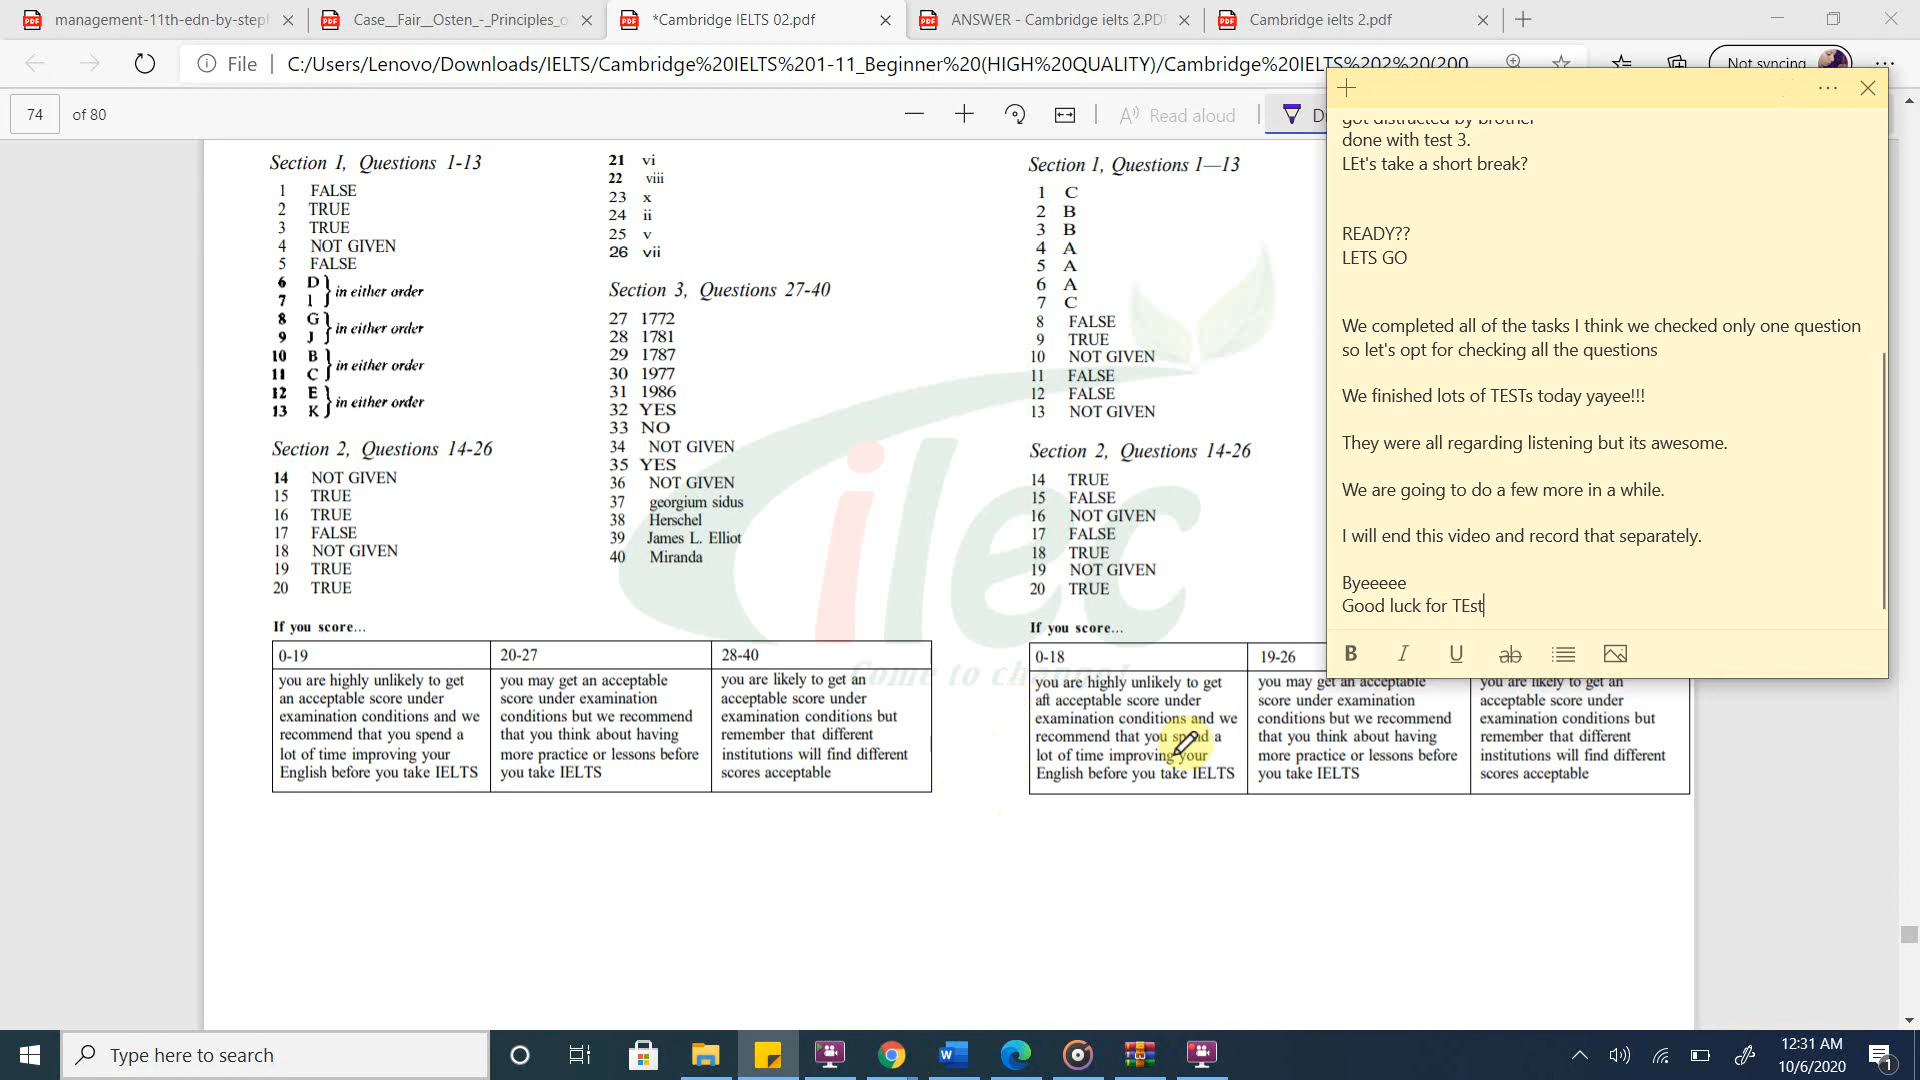 management-11th-edn-by-steph
Case__Fair__Osten_-_Principles_o
*Cambridge IELTS 02.pdf
ANSWER - Cambridge ielts 2.PDF
Cambridge ielts 2.pdf
File
C:/Users/Lenovo/Downloads/IELTS/Cambridge%20IELTS%201-11_Beginner%20(HIGH%20QUALITY)/Cambridge%20IELTS%202%20(200
Not syncing
74 of 80
Read aloud
D
Section I, Questions 1-13
1 FALSE
2 TRUE
3 TRUE
4 NOT GIVEN
5 FALSE
6 D
7 I
in either order
8 G
9 J
in either order
10 B
11 C
in either order
12 E
13 K
in either order
Section 2, Questions 14-26
14 NOT GIVEN
15 TRUE
16 TRUE
17 FALSE
18 NOT GIVEN
19 TRUE
20 TRUE
21 vi
22 viii
23 x
24 ii
25 v
26 vii
Section 3, Questions 27-40
27 1772
28 1781
29 1787
30 1977
31 1986
32 YES
33 NO
34 NOT GIVEN
35 YES
36 NOT GIVEN
37 georgium sidus
38 Herschel
39 James L. Elliot
40 Miranda
If you score...
0-19
you are highly unlikely to get
an acceptable score under
examination conditions and we
recommend that you spend a
lot of time improving your
English before you take IELTS
20-27
you may get an acceptable
score under examination
conditions but we recommend
that you think about having
more practice or lessons before
you take IELTS
28-40
you are likely to get an
acceptable score under
examination conditions but
remember that different
institutions will find different
scores acceptable
ilec
Come to change!
Section 1, Questions 1—13
1 C
2 B
3 B
4 A
5 A
6 A
7 C
8 FALSE
9 TRUE
10 NOT GIVEN
11 FALSE
12 FALSE
13 NOT GIVEN
Section 2, Questions 14-26
14 TRUE
15 FALSE
16 NOT GIVEN
17 FALSE
18 TRUE
19 NOT GIVEN
20 TRUE
If you score...
0-18
you are highly unlikely to get
aft acceptable score under
examination conditions and we
recommend that you spend a
lot of time improving your
English before you take IELTS
19-26
you may get an acceptable
score under examination
conditions but we recommend
that you think about having
more practice or lessons before
you take IELTS
you are likely to get an
acceptable score under
examination conditions but
remember that different
institutions will find different
scores acceptable
got distracted by brother
done with test 3.
LEt's take a short break?
READY??
LETS GO
We completed all of the tasks I think we checked only one question
so let's opt for checking all the questions
We finished lots of TESTs today yayee!!!
They were all regarding listening but its awesome.
We are going to do a few more in a while.
I will end this video and record that separately.
Byeeeee
Good luck for TEst
B I U ab
Type here to search
12:31 AM
10/6/2020
1